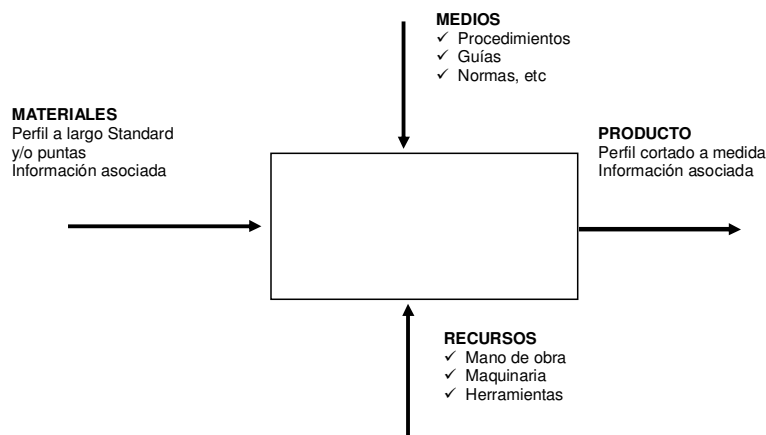 MEDIOS
✓ Procedimientos
✓ Guías
✓ Normas, etc
MATERIALES
Perfil a largo Standard
y/o puntas
Información asociada
PRODUCTO
Perfil cortado a medida
Información asociada
RECURSOS
✓ Mano de obra
✓ Maquinaria
✓ Herramientas